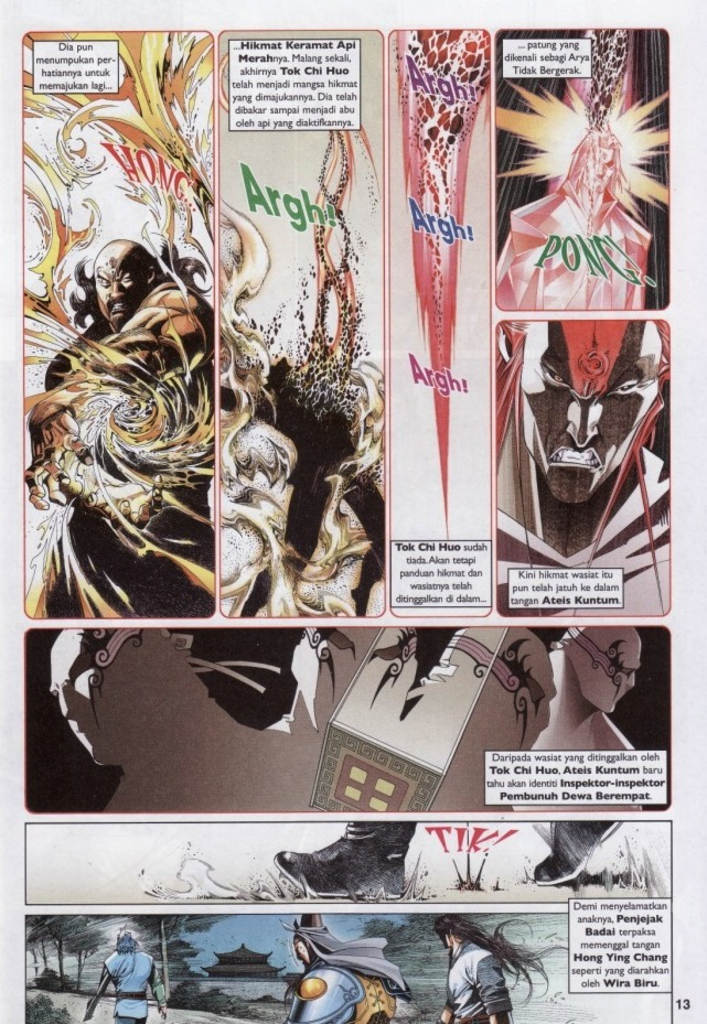 Dia pun
menumpukan per-
hatiannya untuk
memajukan lagi...
HONG...
...Hikmat Keramat Api
Merahnya. Malang sekali,
akhirnya Tok Chi Huo
telah menjadi mangsa hikmat
yang dimajukannya. Dia telah
dibakar sampai menjadi abu
oleh api yang diaktifkannya.
Argh!
Argh!
Argh!
Argh!
Tok Chi Huo sudah
tiada. Akan tetapi
panduan hikmat dan
wasiatnya telah
ditinggalkan di dalam...
... patung yang
dikenali sebagai Arya
Tidak Bergerak.
PONG...
Kini hikmat wasiat itu
pun telah jatuh ke dalam
tangan Ateis Kuntum.
Daripada wasiat yang ditinggalkan oleh
Tok Chi Huo, Ateis Kuntum baru
tahu akan identiti Inspektor-inspektor
Pembunuh Dewa Berempat.
TIK!
Demi menyelamatkan
anaknya, Penjejak
Badai terpaksa
memenggal tangan
Hong Ying Chang
seperti yang diarahkan
oleh Wira Biru.
13